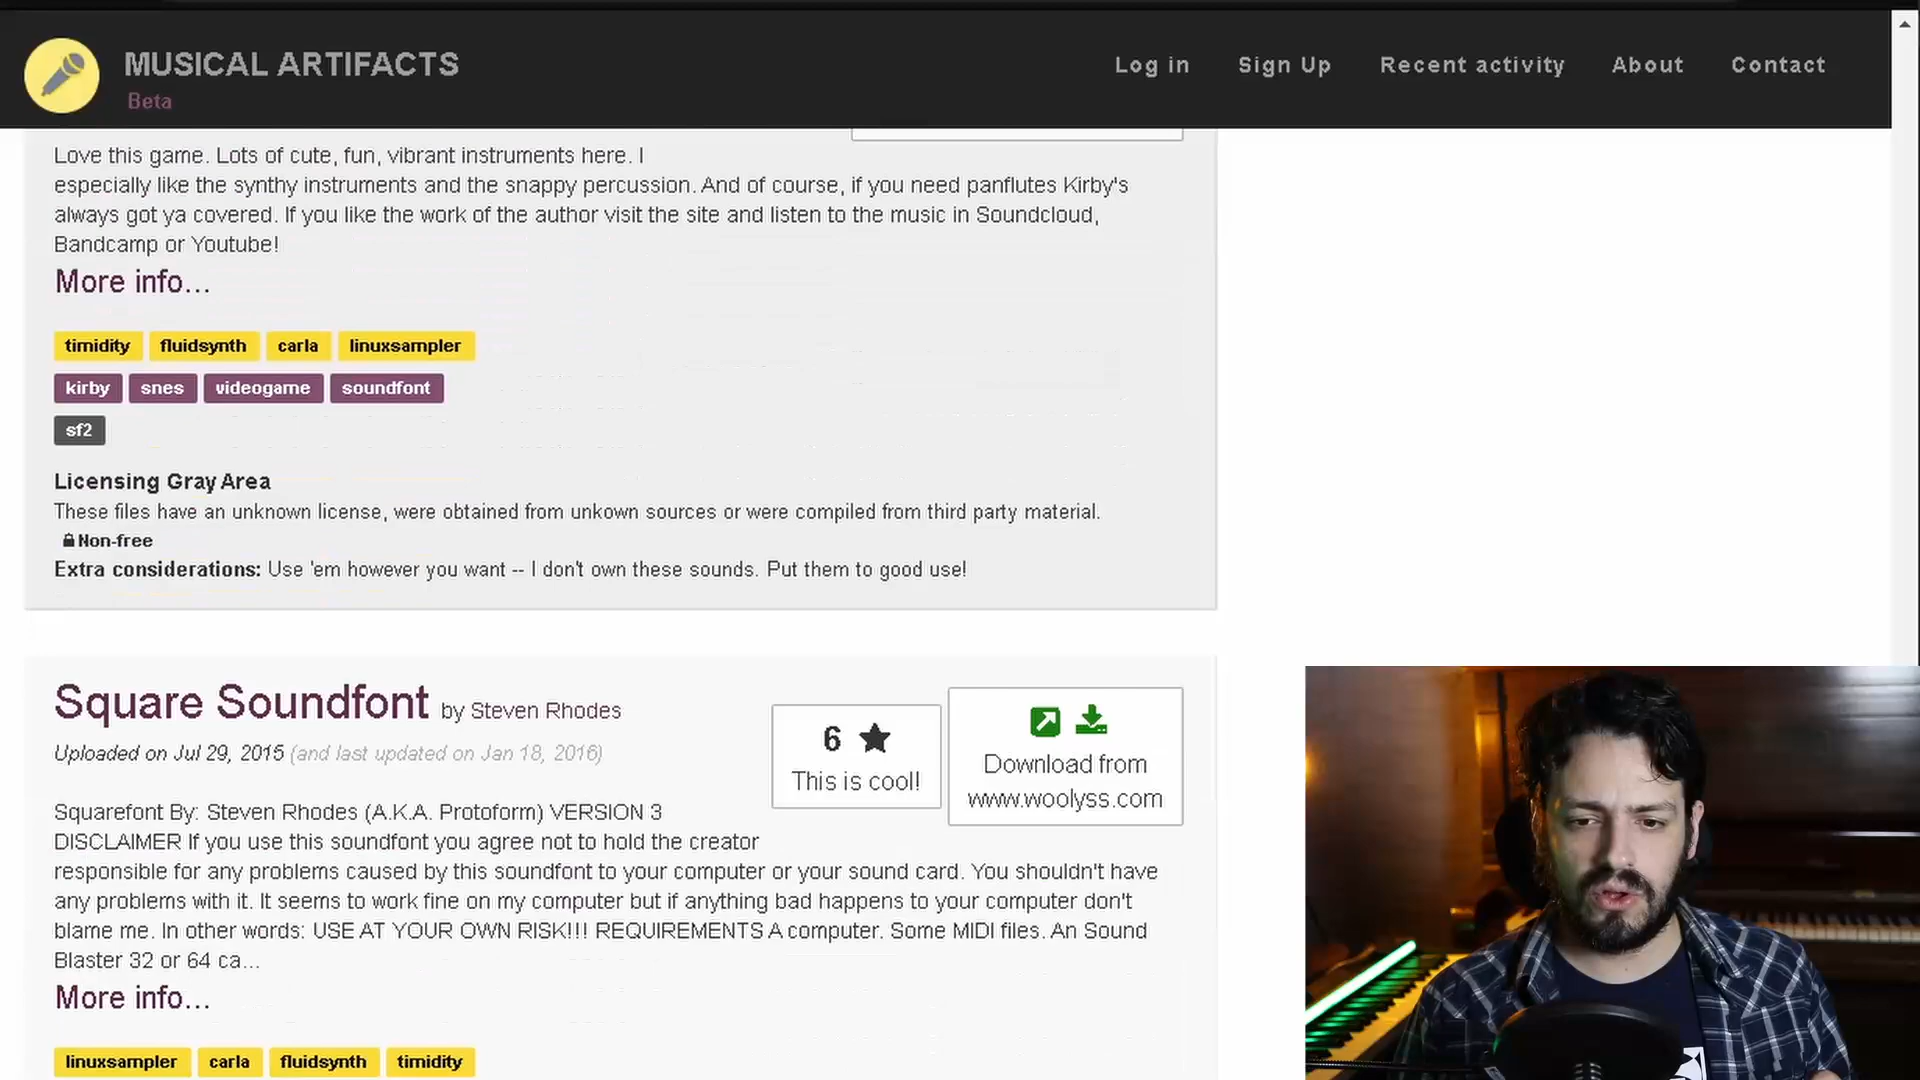 MUSICAL ARTIFACTS
Beta
Log in
Sign Up
Recent activity
About
Contact
Love this game. Lots of cute, fun, vibrant instruments here. I
especially like the synthy instruments and the snappy percussion. And of course, if you need panflutes Kirby's
always got ya covered. If you like the work of the author visit the site and listen to the music in Soundcloud,
Bandcamp or Youtube!
More info...
timidity fluidsynth carla linuxsampler
kirby snes videogame soundfont
sf2
Licensing Gray Area
These files have an unknown license, were obtained from unkown sources or were compiled from third party material.
Non-free
Extra considerations: Use 'em however you want -- I don't own these sounds. Put them to good use!
Square Soundfont by Steven Rhodes
Uploaded on Jul 29, 2015 (and last updated on Jan 18, 2016)
6
This is cool!
Download from
www.woolyss.com
Squarefont By: Steven Rhodes (A.K.A. Protoform) VERSION 3
DISCLAIMER If you use this soundfont you agree not to hold the creator
responsible for any problems caused by this soundfont to your computer or your sound card. You shouldn't have
any problems with it. It seems to work fine on my computer but if anything bad happens to your computer don't
blame me. In other words: USE AT YOUR OWN RISK!!! REQUIREMENTS A computer. Some MIDI files. An Sound
Blaster 32 or 64 ca...
More info...
linuxsampler carla fluidsynth timidity